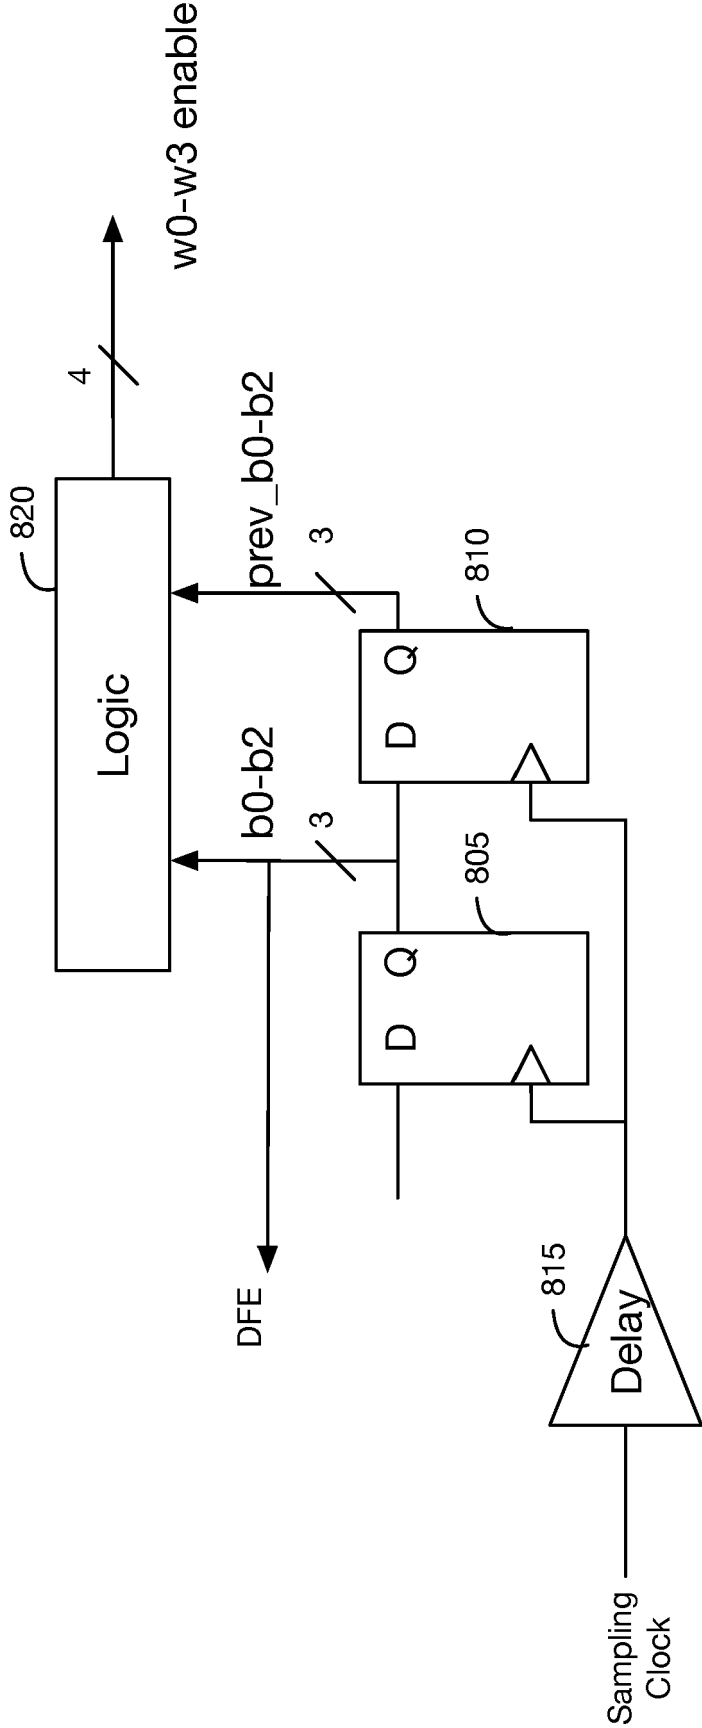 820
Logic
4
w0-w3 enable
DFE
b0-b2
3
prev_b0-b2
3
D Q
805
D Q
810
815
Delay
Sampling
Clock